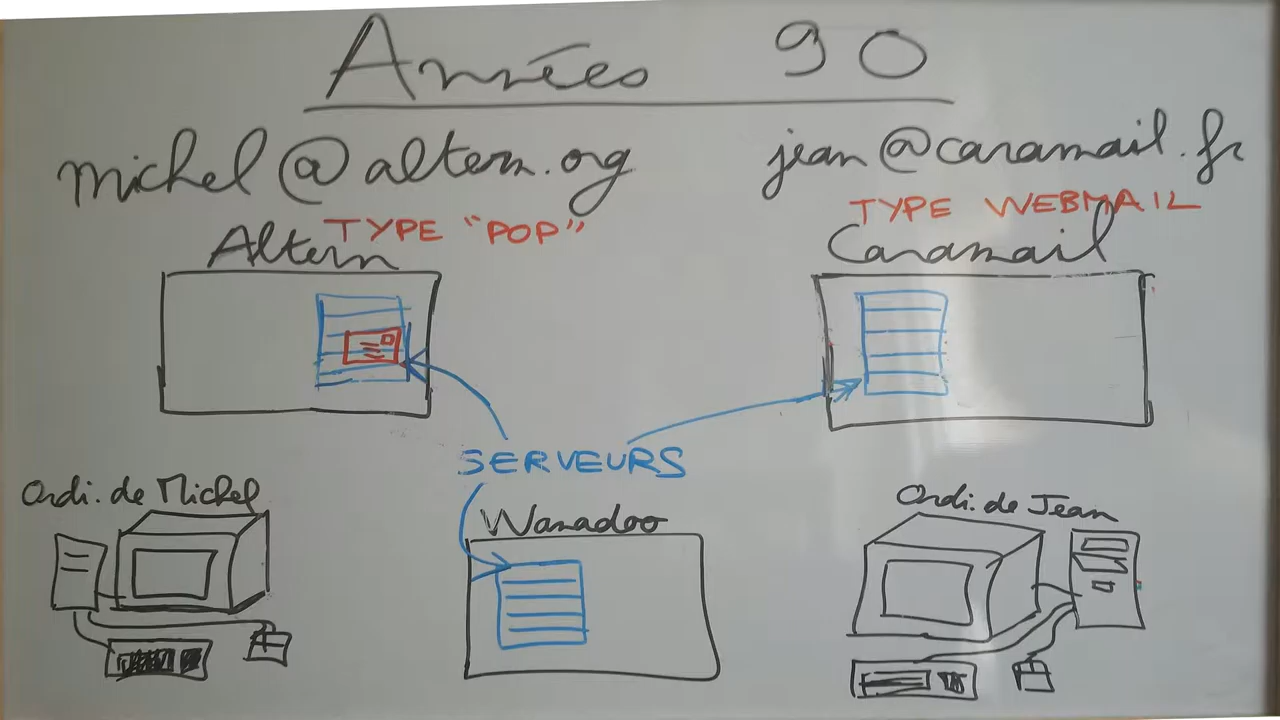 Années 90
michel@altern.org
jean@caramail.fr
TYPE "POP"
TYPE WEBMAIL
Altern
Caramail
SERVEURS
Ordi. de Michel
Wanadoo
Ordi. de Jean